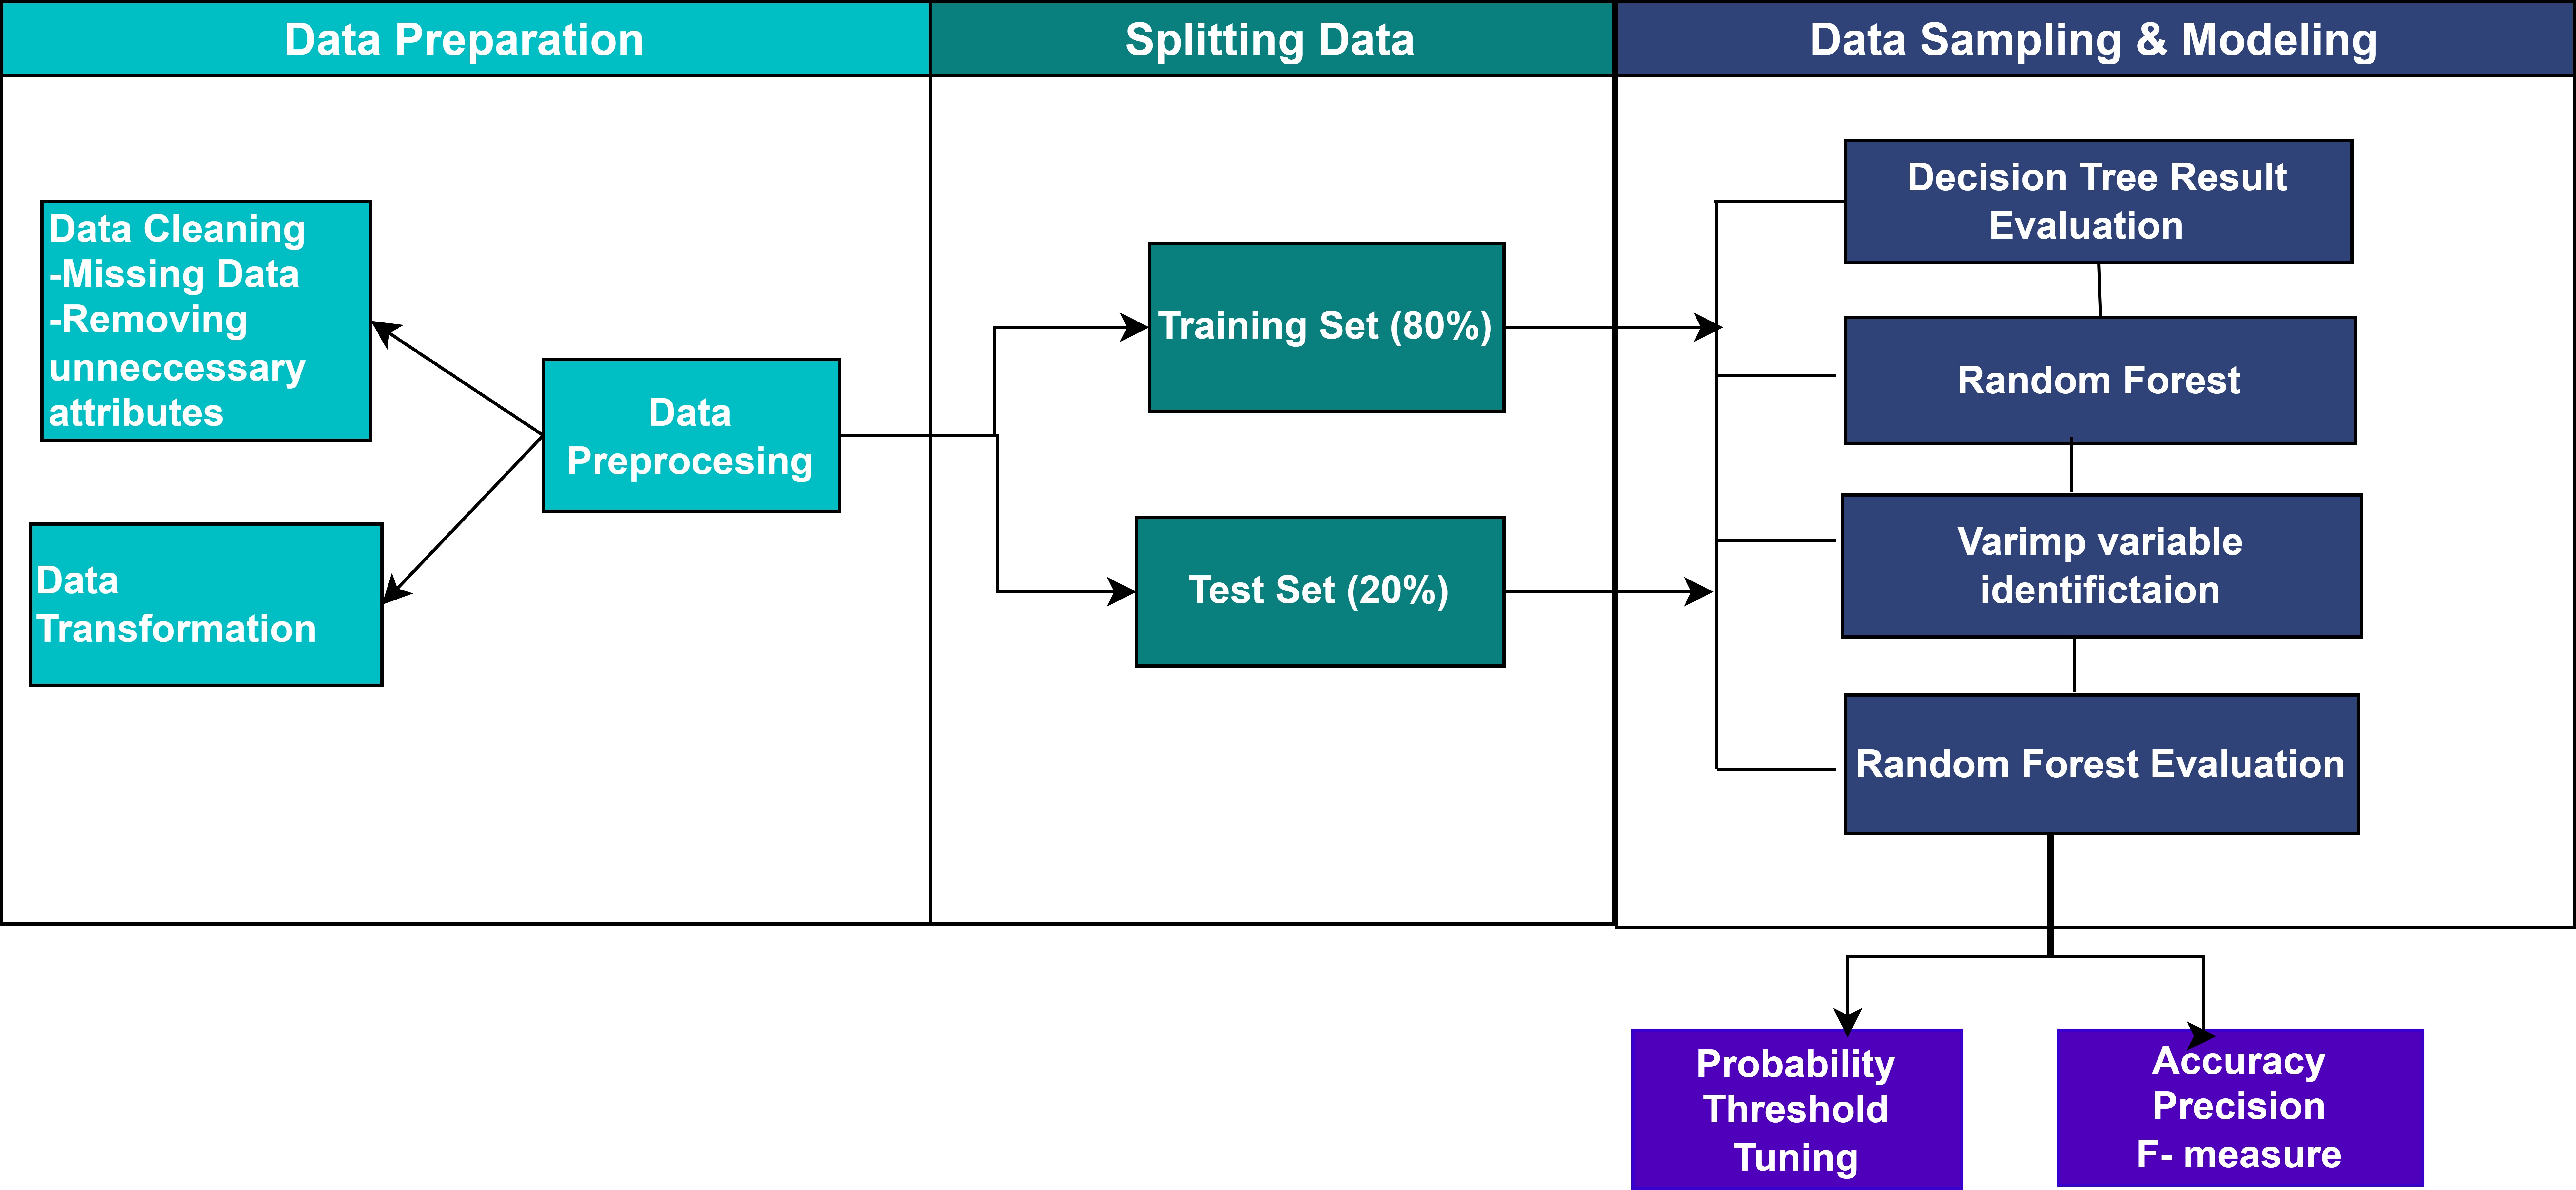 Data Preparation
Splitting Data
Data Sampling & Modeling
Data Cleaning
-Missing Data
-Removing
unneccessary
attributes
Data
Transformation
Data
Preprocesing
Training Set (80%)
Test Set (20%)
Decision Tree Result
Evaluation
Random Forest
Varimp variable
identifictaion
Random Forest Evaluation
Probability
Threshold
Tuning
Accuracy
Precision
F- measure